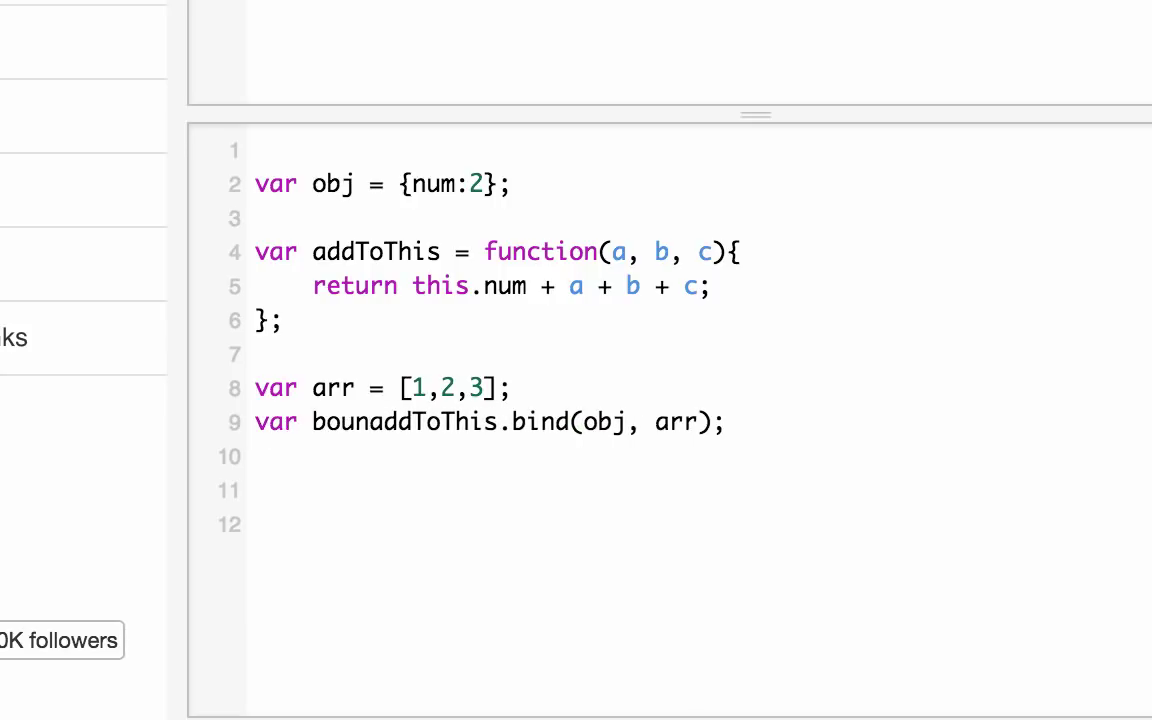 1
2 var obj = {num:2};
3
4 var addToThis = function(a, b, c){
5     return this.num + a + b + c;
6 };
7
8 var arr = [1,2,3];
9 var bounaddToThis.bind(obj, arr);
10
11
12
ks
0K followers